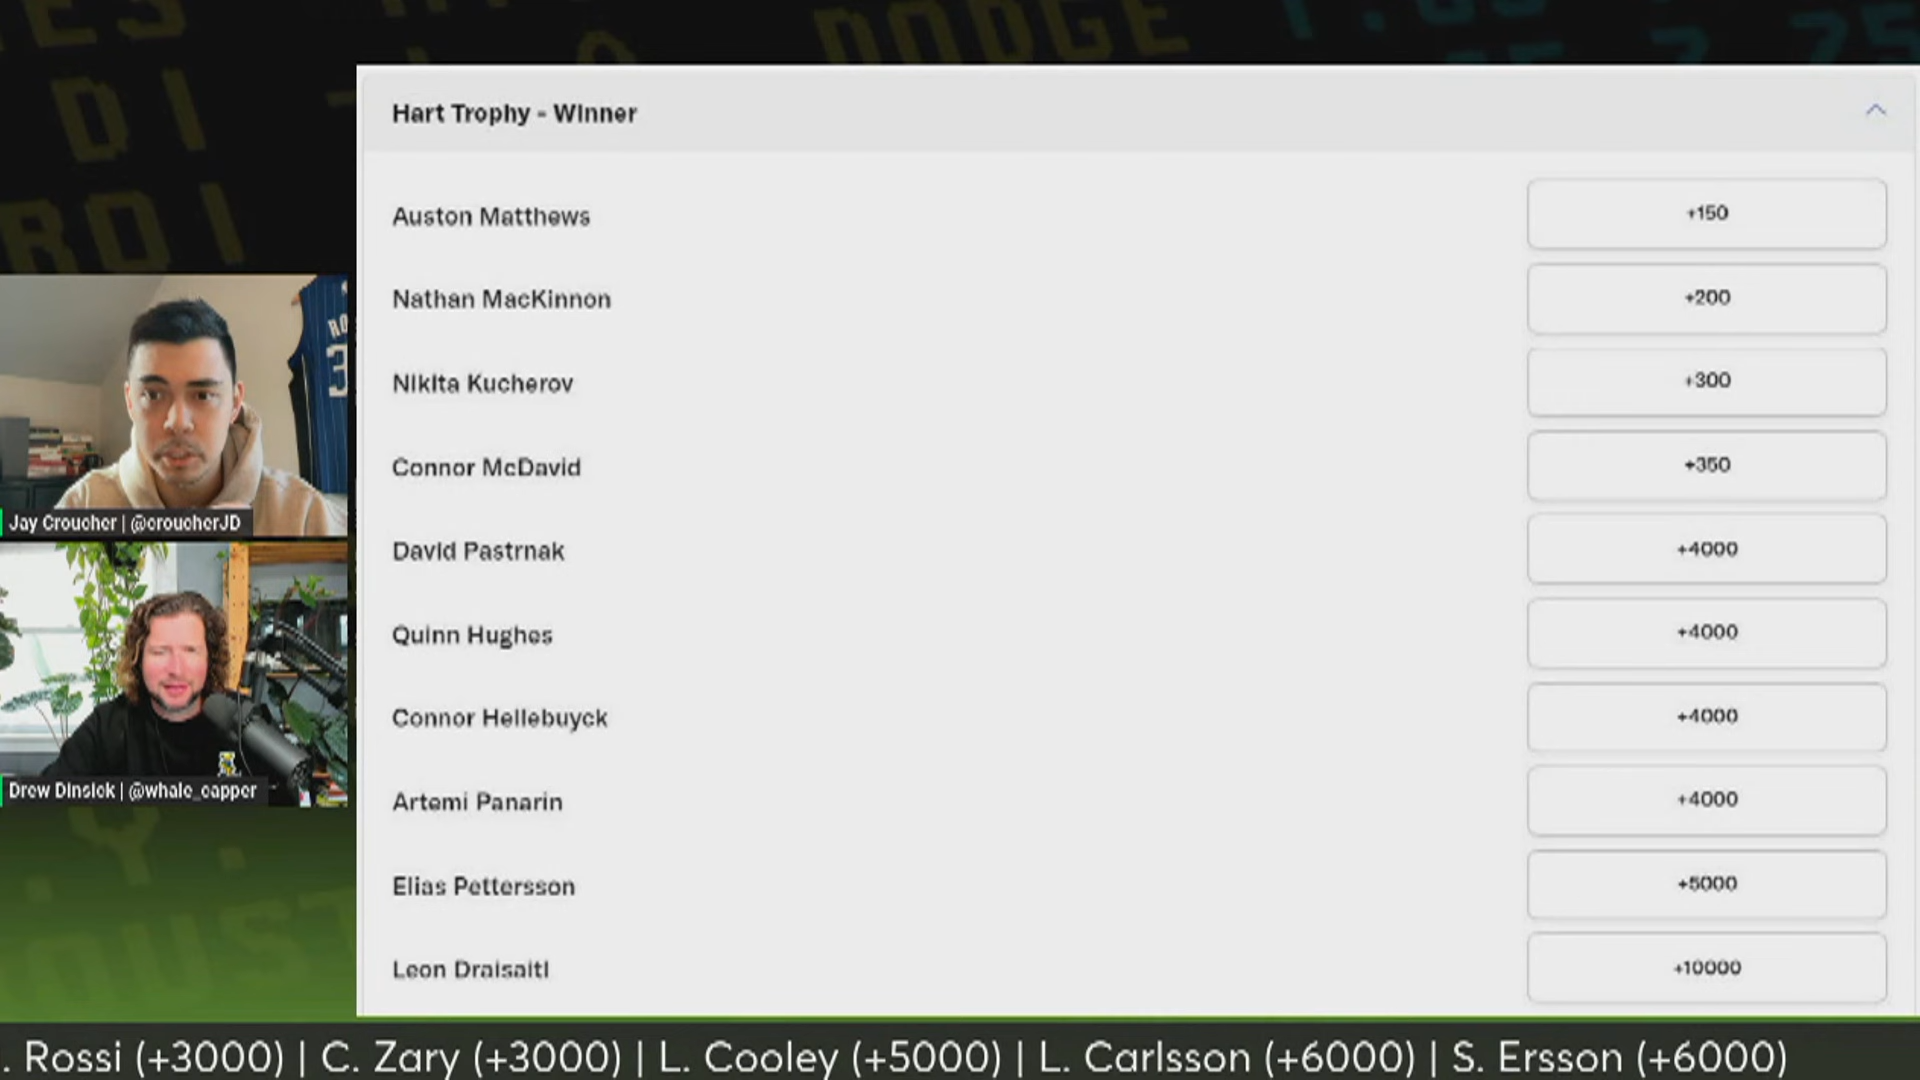 DODGE
DI
Hart Trophy - Winner
Auston Matthews +150
Nathan MacKinnon +200
Nikita Kucherov +300
Connor McDavid +350
David Pastrnak +4000
Quinn Hughes +4000
Connor Hellebuyck +4000
Artemi Panarin +4000
Elias Pettersson +5000
Leon Draisaitl +10000
Jay Croucher | @croucherJD
Drew Dinsick | @whale_capper
. Rossi (+3000) | C. Zary (+3000) | L. Cooley (+5000) | L. Carlsson (+6000) | S. Ersson (+6000)